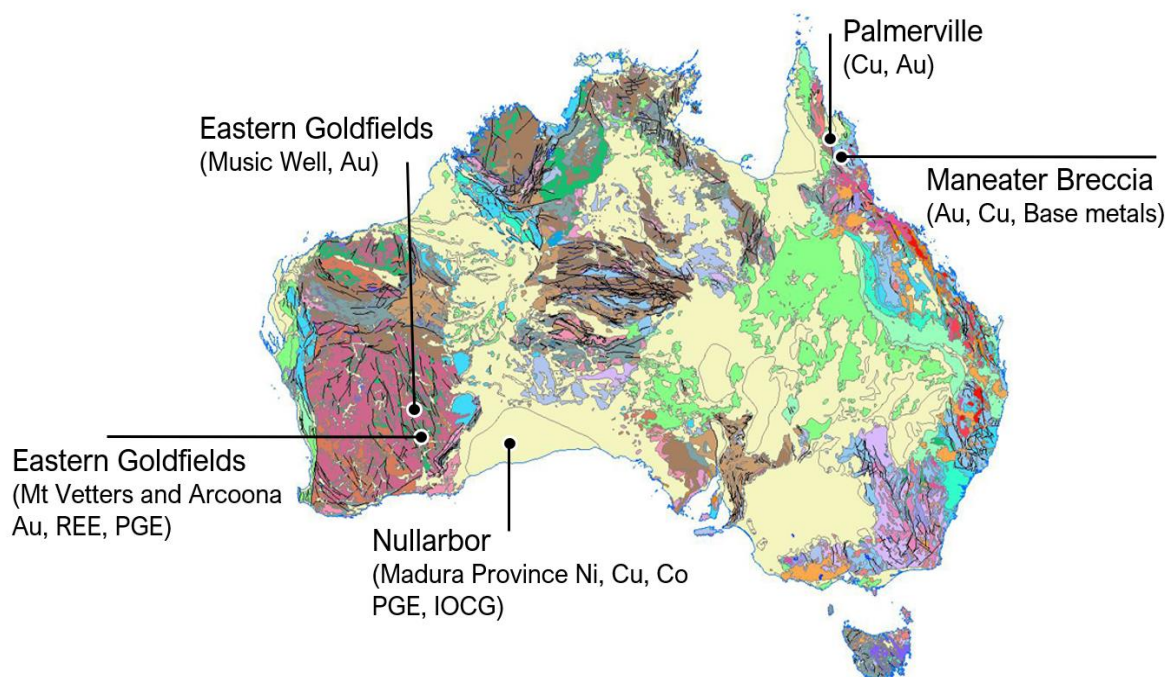 Palmerville
(Cu, Au)
Eastern Goldfields
(Music Well, Au)
Maneater Breccia
(Au, Cu, Base metals)
Eastern Goldfields
(Mt Vetters and Arcoona
Au, REE, PGE)
Nullarbor
(Madura Province Ni, Cu, Co
PGE, IOCG)